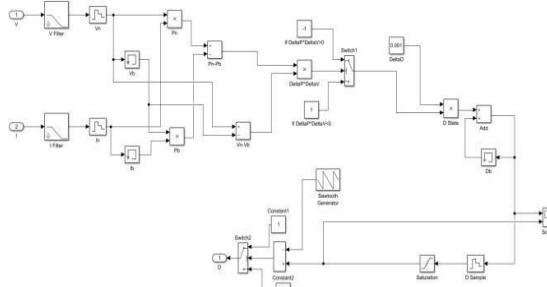 1
V
V Filter
Vn
Pn
-1
If DeltaP*DeltaV>0
Switch1
0.001
DeltaD
Vb
Pn-Pb
DeltaP*DeltaV
D State
Add
1
If DeltaP*DeltaV<0
2
I
I Filter
In
Pb
Vn-Vb
Ib
Db
Sawtooth
Generator
Constant1
1
Switch2
1
D
Constant2
Saturation
D Sample